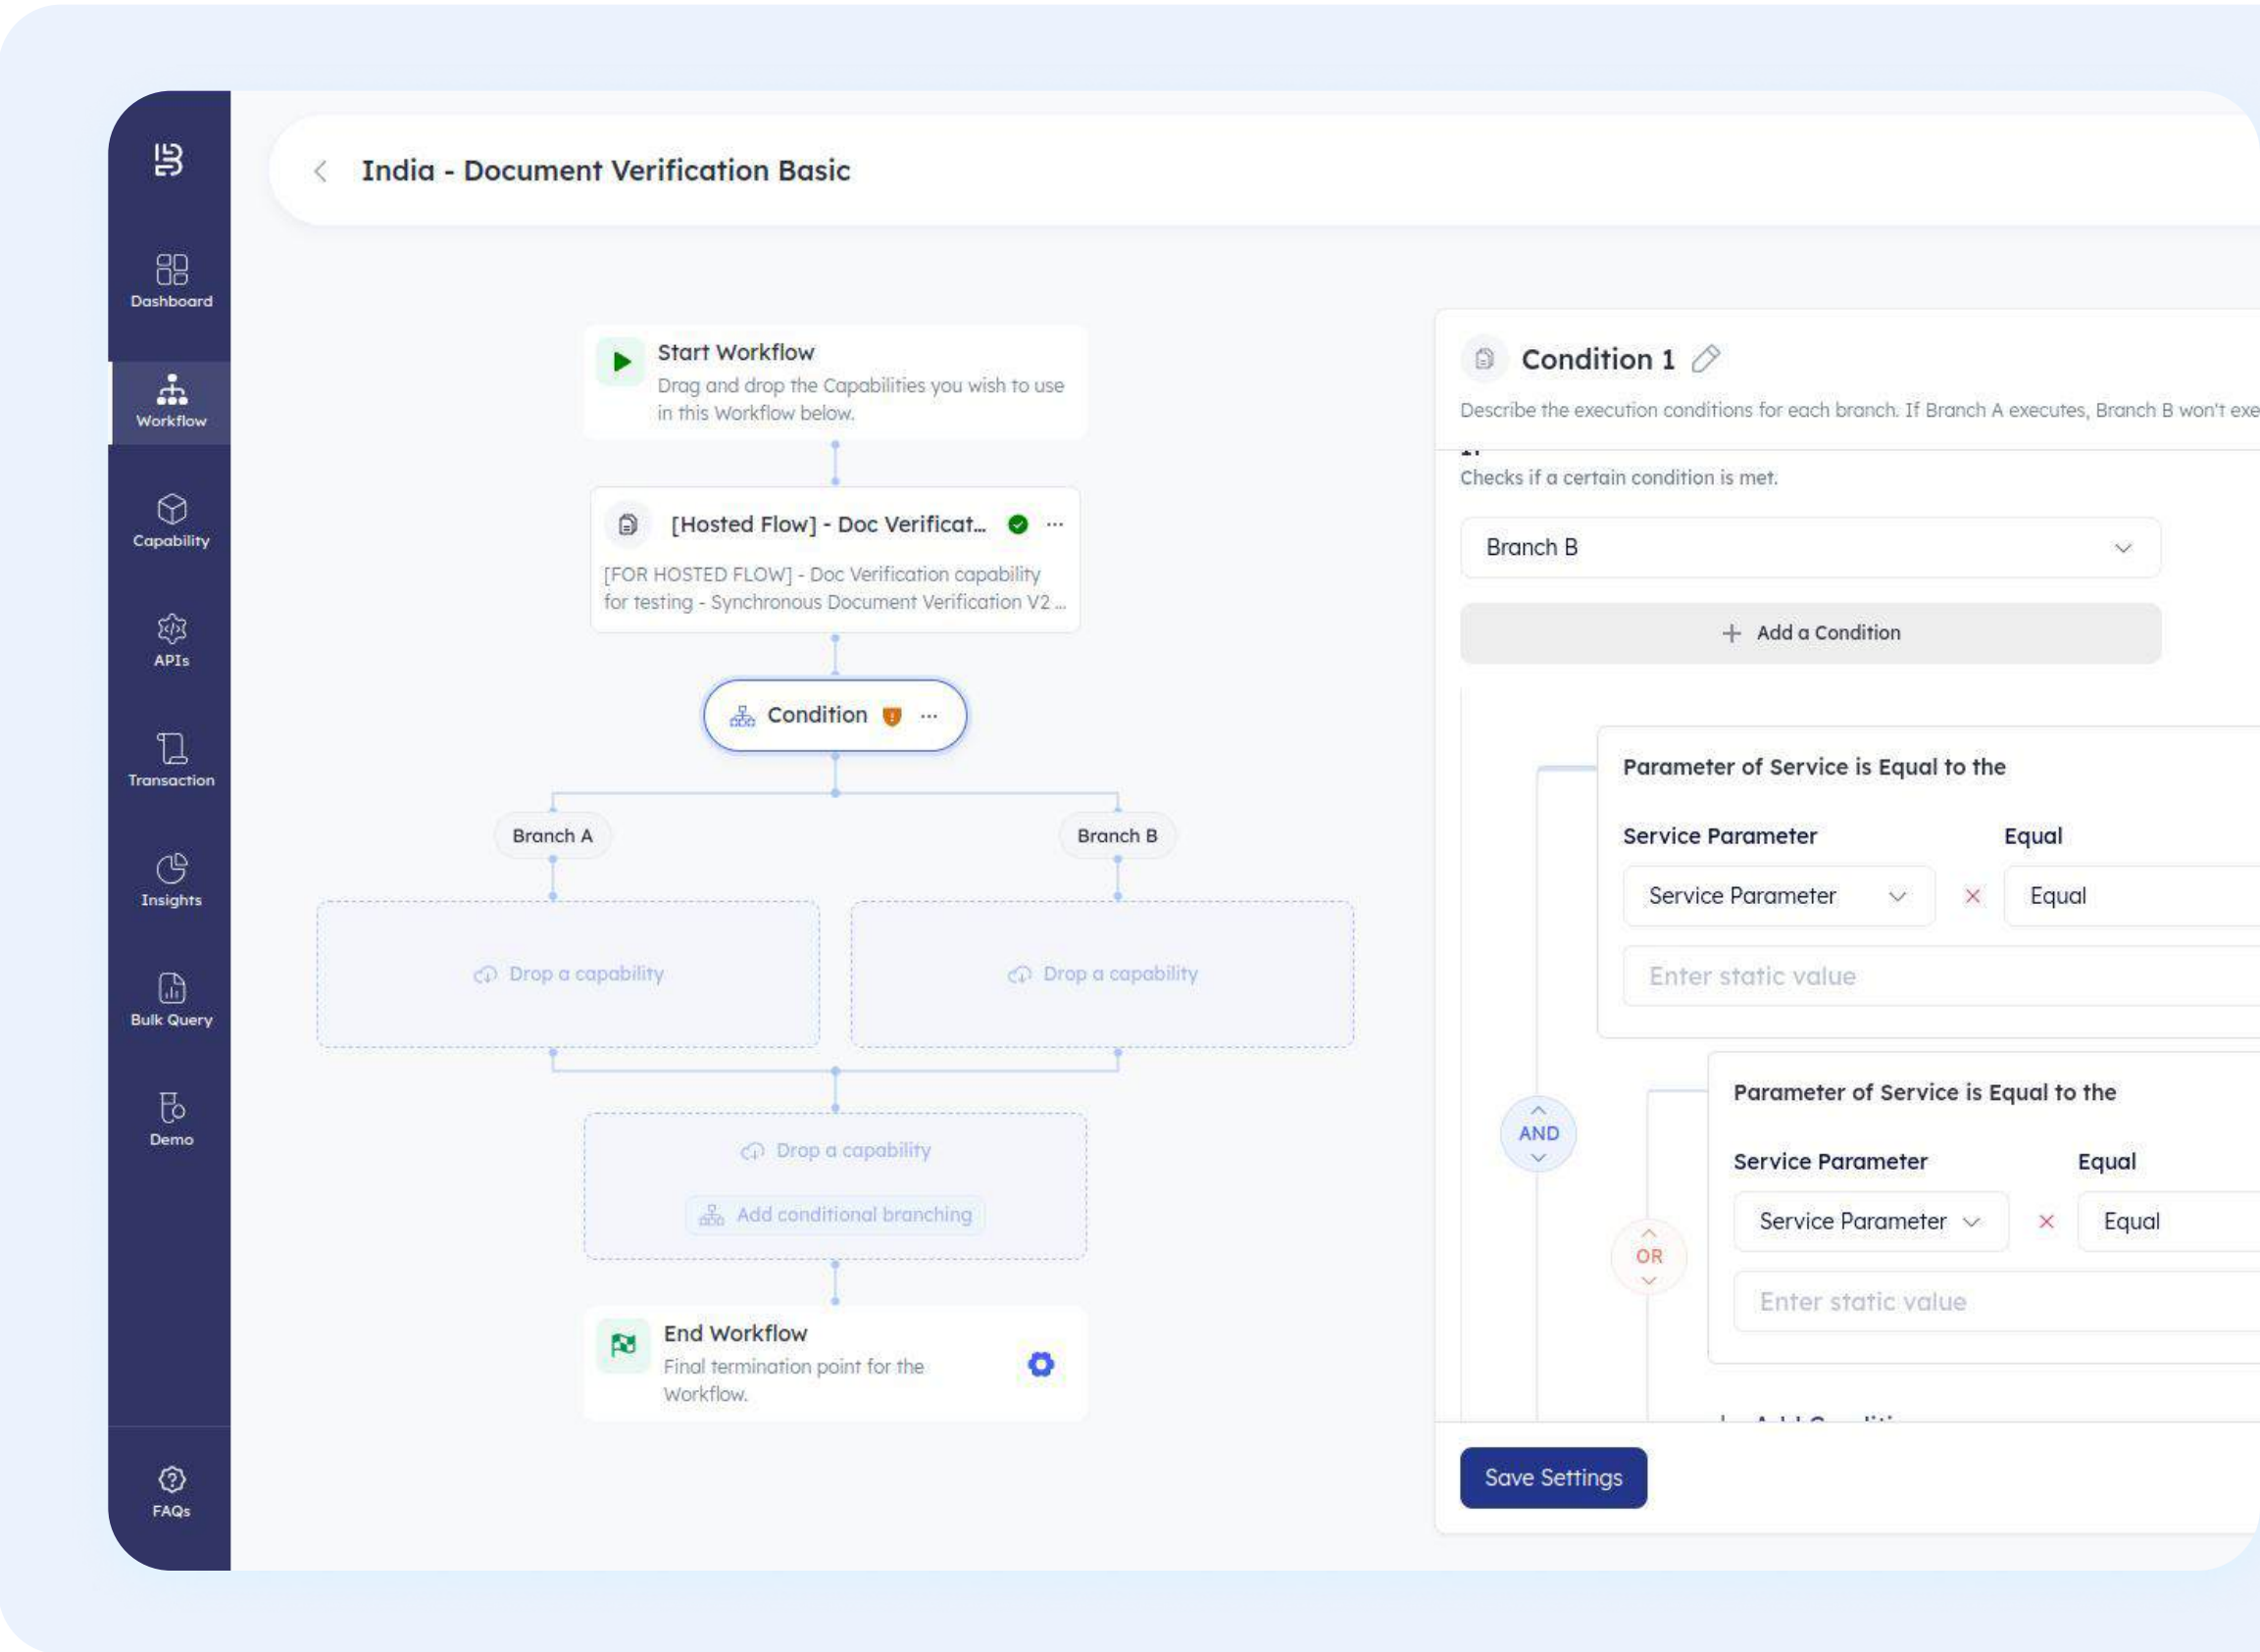 India - Document Verification Basic
Dashboard
Workflow
Capability
APIs
Transaction
Insights
Bulk Query
Demo
FAQs
Start Workflow
Drag and drop the Capabilities you wish to use
in this Workflow below.
[Hosted Flow] - Doc Verificat...
[FOR HOSTED FLOW] - Doc Verification capability
for testing - Synchronous Document Verification V2 ...
Condition
Branch A
Branch B
Drop a capability
Drop a capability
Drop a capability
Add conditional branching
End Workflow
Final termination point for the
Workflow.
Condition 1
Describe the execution conditions for each branch. If Branch A executes, Branch B won't exe
Checks if a certain condition is met.
Branch B
+ Add a Condition
Parameter of Service is Equal to the
Service Parameter Equal
Service Parameter Equal
Enter static value
AND
Parameter of Service is Equal to the
Service Parameter Equal
Service Parameter Equal
OR
Enter static value
Save Settings